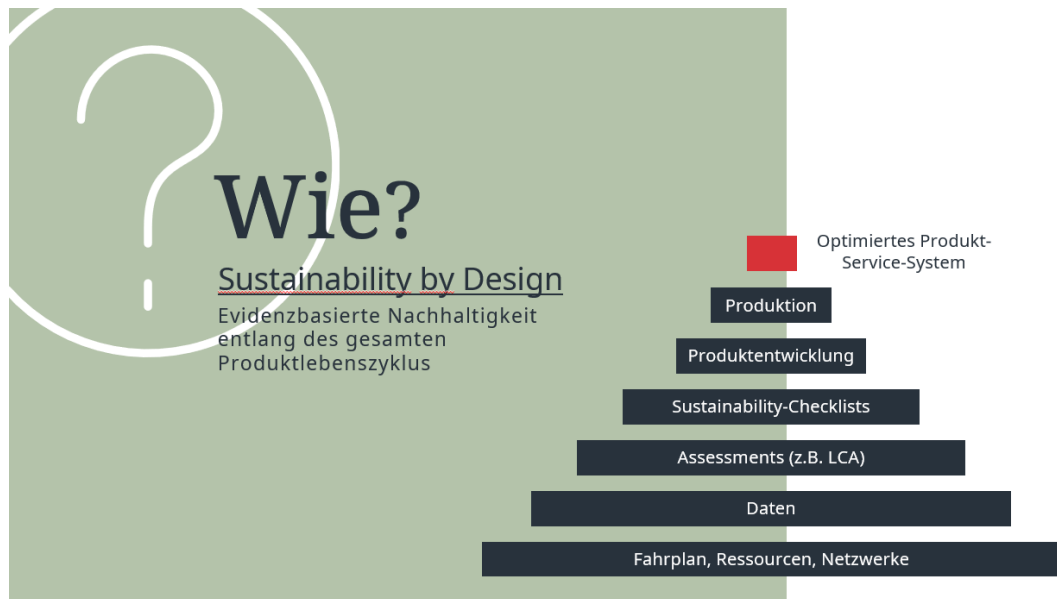 Wie?
Sustainability by Design
Evidenzbasierte Nachhaltigkeit
entlang des gesamten
Produktlebenszyklus
Optimiertes Produkt-
Service-System
Produktion
Produktentwicklung
Sustainability-Checklists
Assessments (z.B. LCA)
Daten
Fahrplan, Ressourcen, Netzwerke